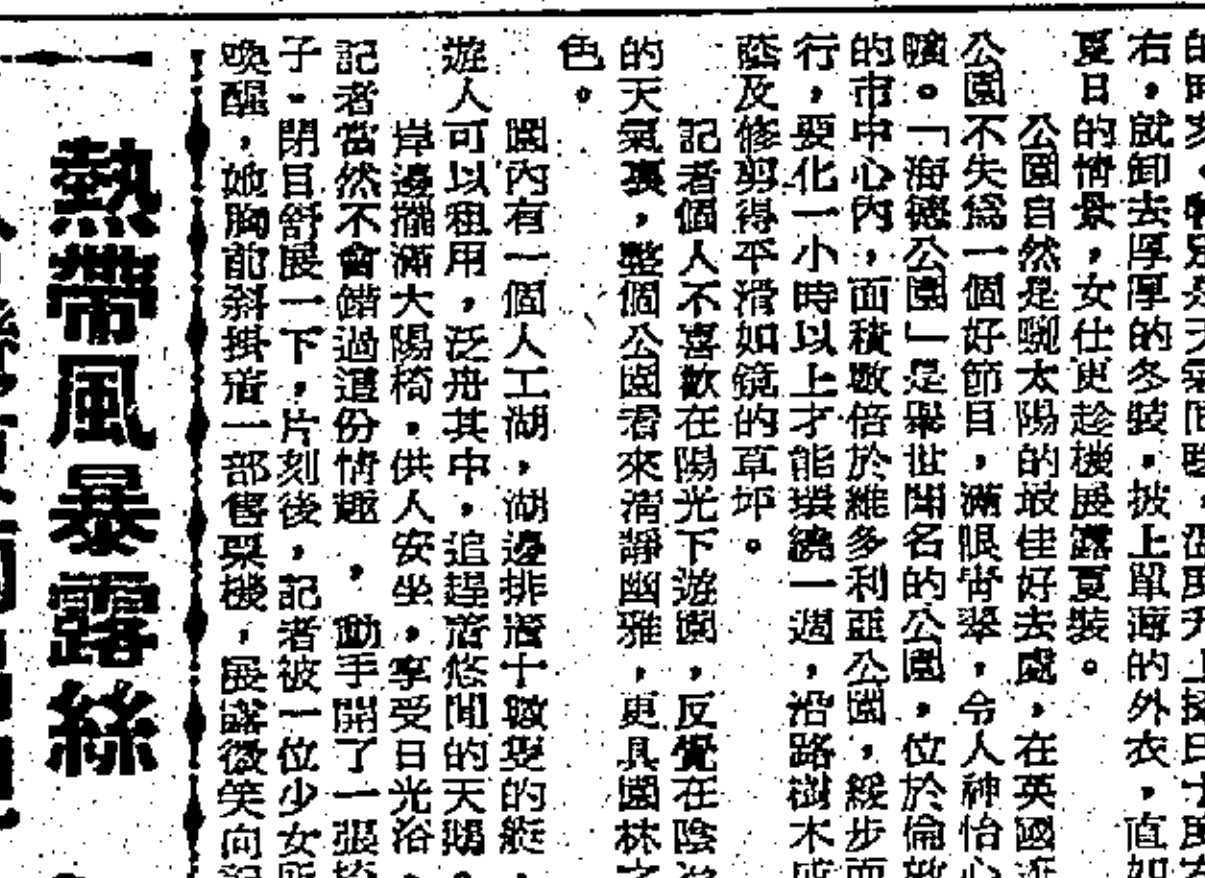 右，就卸去厚厚的冬裝，披上單薄的外衣，直如
夏日的情景，女仕更趁機展露夏裝。
公園自然是曬太陽的最佳好去處，在英國逛
公園不失爲一個好節目，滿眼青翠，令人神怡心
曠。「海德公園」是舉世聞名的公園，位於倫敦
的市中心內，面積數倍於維多利亞公園，緩步而
行，要化一小時以上才能環繞一週，沿路樹木成
蔭及修剪得平滑如鏡的草坪。
記者個人不喜歡在陽光下遊園，反覺在陰
的天氣裏，整個公園看來清靜幽雅，更具園林之
色。
園內有一個人工湖，湖邊排着十數隻的艇，
遊人可以租用，泛舟其中，追趕着悠閒的天鵝。
岸邊擺滿大陽椅，供人安坐，享受日光浴，
記者當然不會錯過這份情趣，動手開了一張椅
子，閉目舒展一下，片刻後，記者被一位少女所
喚醒，她胸前斜掛着一部售票機，展露微笑向記
熱帶風暴露絲